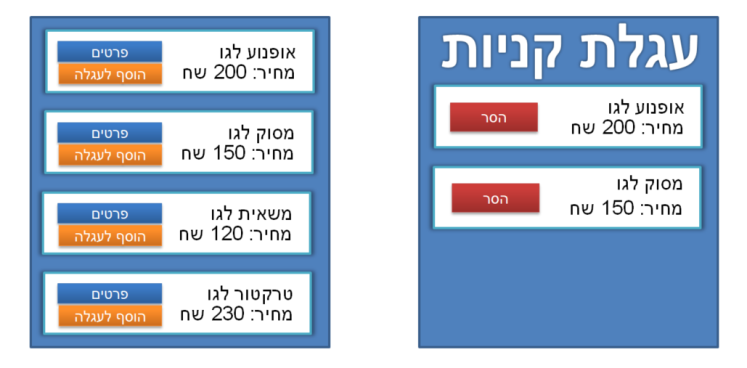 אופנוע לגו
מחיר: 200 שח
פרטים
הוסף לעגלה
מסוק לגו
מחיר: 150 שח
פרטים
הוסף לעגלה
משאית לגו
מחיר: 120 שח
פרטים
הוסף לעגלה
טרקטור לגו
מחיר: 230 שח
פרטים
הוסף לעגלה
עגלת קניות
אופנוע לגו
מחיר: 200 שח
הסר
מסוק לגו
מחיר: 150 שח
הסר